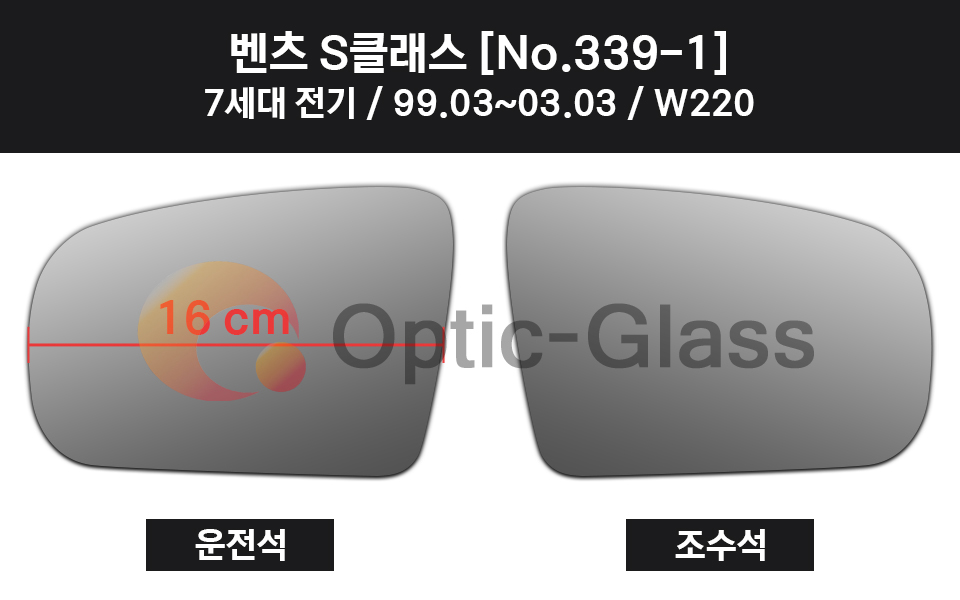 벤츠 S클래스 [No.339-1]
7세대 전기 / 99.03~03.03 / W220
16 cm
Optic-Glass
운전석
조수석